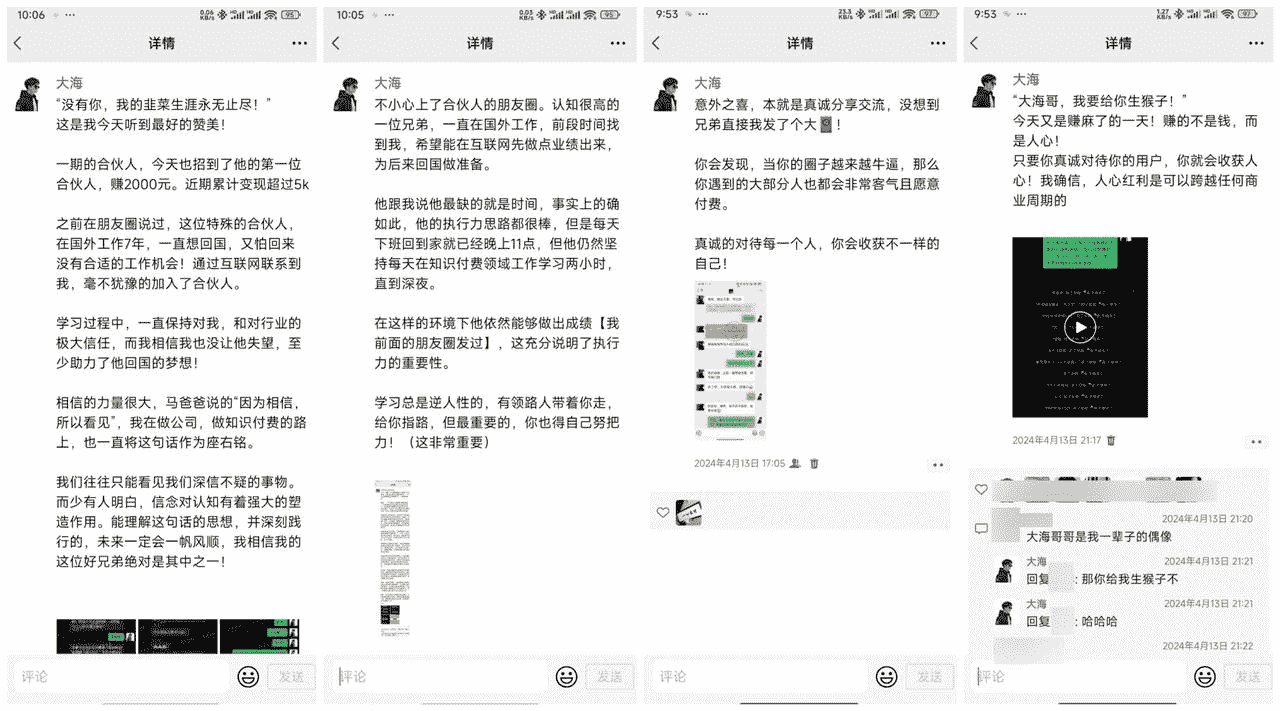 10:06
0.06 KB/s
95
详情
大海
“没有你，我的韭菜生涯永无止尽！”
这是我今天听到最好的赞美！
一期的合伙人，今天也招到了他的第一位
合伙人，赚2000元。近期累计变现超过5k
之前在朋友圈说过，这位特殊的合伙人，
在国外工作7年，一直想回国，又怕回来
没有合适的工作机会！通过互联网联系到
我，毫不犹豫的加入了合伙人。
学习过程中，一直保持对我，和对行业的
极大信任，而我相信我也没让他失望，至
少助力了他回国的梦想！
相信的力量很大，马爸爸说的“因为相信，
所以看见”，我在做公司，做知识付费的路
上，也一直将这句话作为座右铭。
我们往往只能看见我们深信不疑的事物。
而少有人明白，信念对认知有着强大的塑
造作用。能理解这句话的思想，并深刻践
行的，未来一定会一帆风顺，我相信我的
这位好兄弟绝对是其中之一！
评论
发送
10:05
0.03 KB/s
95
详情
大海
不小心上了合伙人的朋友圈。认知很高的
一位兄弟，一直在国外工作，前段时间找
到我，希望能在互联网先做点业绩出来，
为后来回国做准备。
他跟我说他最缺的就是时间，事实上的确
如此，他的执行力思路都很棒，但是每天
下班回到家就已经晚上11点，但他仍然坚
持每天在知识付费领域工作学习两小时，
直到深夜。
在这样的环境下他依然能够做出成绩【我
前面的朋友圈发过】，这充分说明了执行
力的重要性。
学习总是逆人性的，有领路人带着你走，
给你指路，但最重要的，你也得自己努把
力！（这非常重要）
评论
发送
9:53
23.3 KB/s
97
详情
大海
意外之喜，本就是真诚分享交流，没想到
兄弟直接我发了个大！
你会发现，当你的圈子越来越牛逼，那么
你遇到的大部分人也都会非常客气且愿意
付费。
真诚的对待每一个人，你会收获不一样的
自己！
2024年4月13日 17:05
评论
发送
9:53
1.27 KB/s
97
详情
大海
“大海哥，我要给你生猴子！”
今天又是赚麻了的一天！赚的不是钱，而
是人心！
只要你真诚对待你的用户，你就会收获人
心！我确信，人心红利是可以跨越任何商
业周期的
2024年4月13日 21:17
2024年4月13日 21:20
大海哥哥是我一辈子的偶像
大海
2024年4月13日 21:21
回复 : 那你给我生猴子不
大海
2024年4月13日 21:21
回复 : 哈哈哈
2024年4月13日 21:22
评论
发送